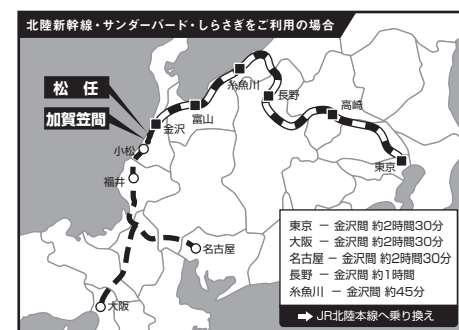 北陸新幹線・サンダーバード・しらさぎをご利用の場合
糸魚川
松任
長野
富山
高崎
加賀笠間
金沢
小松
東京
福井
名古屋
大阪
東京 − 金沢間 約2時間30分
大阪 − 金沢間 約2時間30分
名古屋 − 金沢間 約2時間30分
長野 − 金沢間 約1時間
糸魚川 − 金沢間 約45分
➡ JR北陸本線へ乗り換え